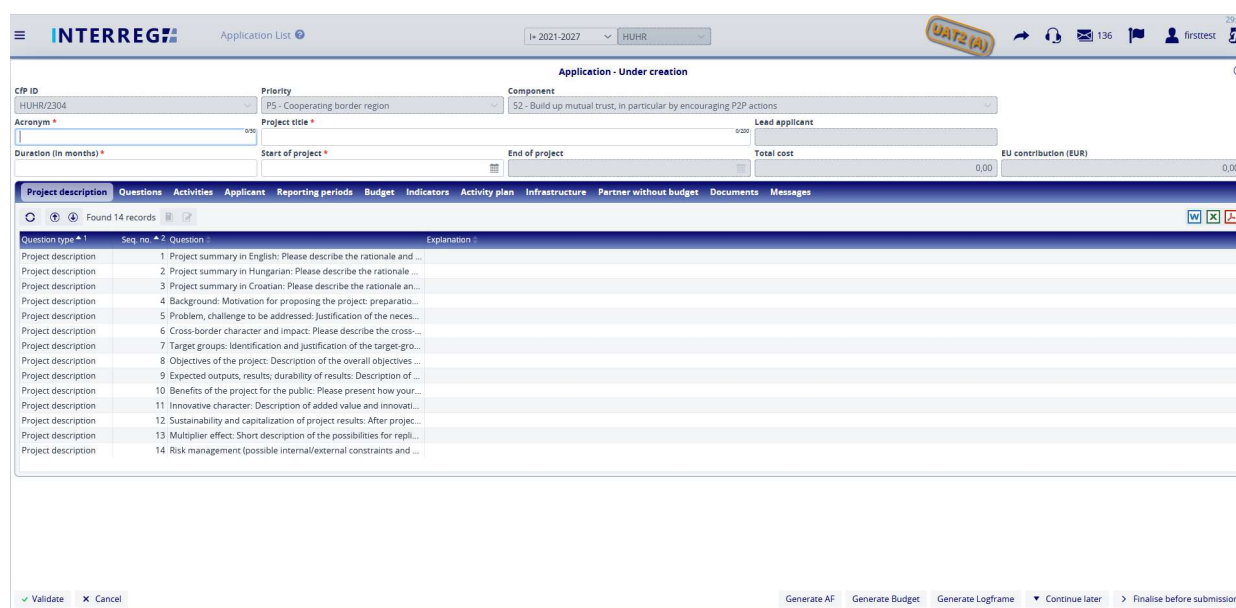 29
INTERREG
Application List ?
I+ 2021-2027 HUHR
UAT2 (A)
136
firsttest
Application - Under creation
CfP ID Priority Component
HUHR/2304 P5 - Cooperating border region 52 - Build up mutual trust, in particular by encouraging P2P actions
Acronym * Project title * Lead applicant
0/30 0/200
Duration (in months) * Start of project * End of project Total cost EU contribution (EUR)
0,00 0,00
Project description Questions Activities Applicant Reporting periods Budget Indicators Activity plan Infrastructure Partner without budget Documents Messages
Found 14 records
W X
Question type 1 Seq. no. 2 Question Explanation
Project description 1 Project summary in English: Please describe the rationale and ...
Project description 2 Project summary in Hungarian: Please describe the rationale ...
Project description 3 Project summary in Croatian: Please describe the rationale an...
Project description 4 Background: Motivation for proposing the project: preparatio...
Project description 5 Problem, challenge to be addressed: Justification of the neces...
Project description 6 Cross-border character and impact: Please describe the cross-...
Project description 7 Target groups: Identification and justification of the target-gro...
Project description 8 Objectives of the project: Description of the overall objectives ...
Project description 9 Expected outputs, results; durability of results: Description of ...
Project description 10 Benefits of the project for the public: Please present how your...
Project description 11 Innovative character: Description of added value and innovati...
Project description 12 Sustainability and capitalization of project results: After projec...
Project description 13 Multiplier effect: Short description of the possibilities for repli...
Project description 14 Risk management (possible internal/external constraints and ...
Validate Cancel Generate AF Generate Budget Generate Logframe Continue later Finalise before submission